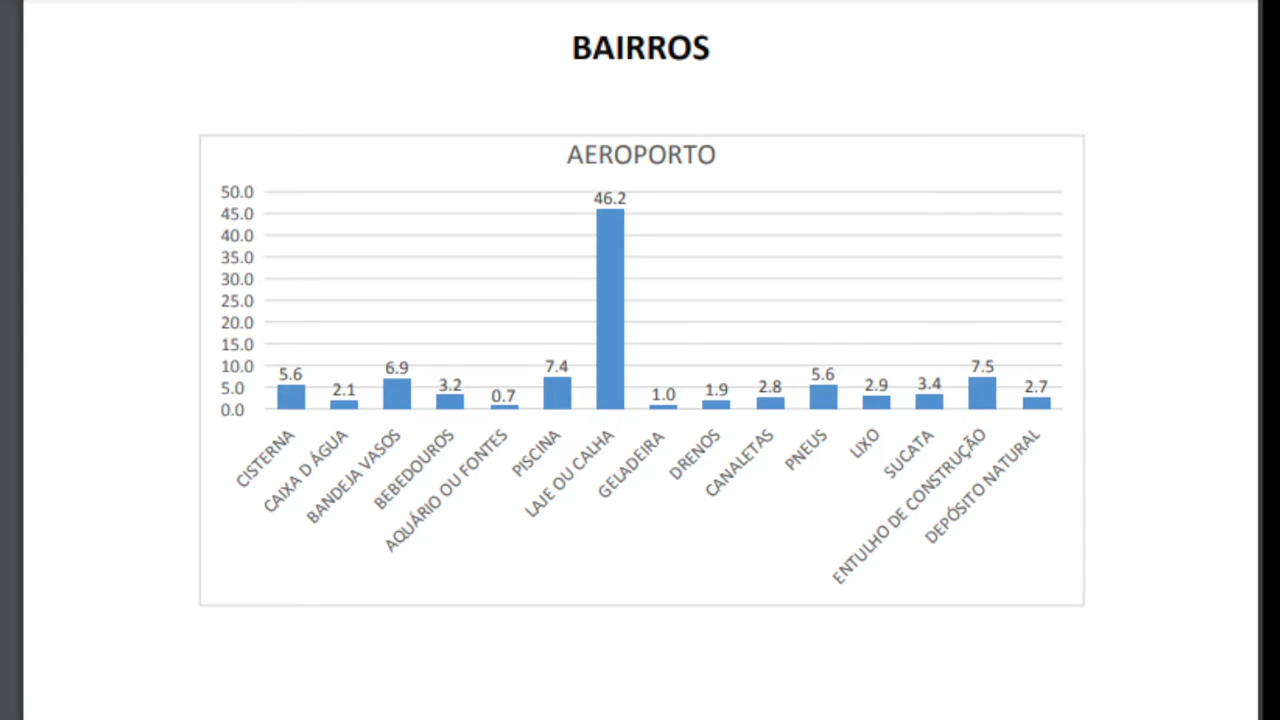 BAIRROS
AEROPORTO
50.0
45.0
40.0
35.0
30.0
25.0
20.0
15.0
10.0
5.0
0.0
5.6
2.1
6.9
3.2
0.7
7.4
46.2
1.0
1.9
2.8
5.6
2.9
3.4
7.5
2.7
CISTERNA
CAIXA D ÁGUA
BANDEJA VASOS
BEBEDOUROS
AQUÁRIO OU FONTES
PISCINA
LAJE OU CALHA
GELADEIRA
DRENOS
CANALETAS
PNEUS
LIXO
SUCATA
ENTULHO DE CONSTRUÇÃO
DEPÓSITO NATURAL